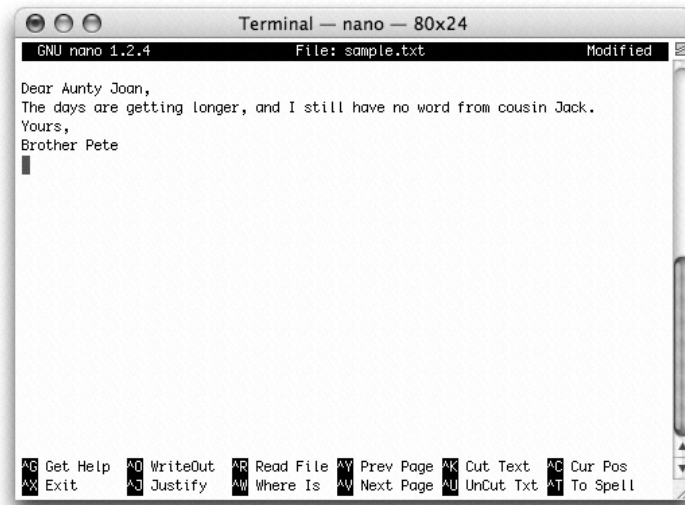 Terminal — nano — 80x24
GNU nano 1.2.4 File: sample.txt Modified
Dear Aunty Joan,
The days are getting longer, and I still have no word from cousin Jack.
Yours,
Brother Pete
^G Get Help ^O WriteOut ^R Read File ^Y Prev Page ^K Cut Text ^C Cur Pos
^X Exit ^J Justify ^W Where Is ^V Next Page ^U UnCut Txt ^T To Spell